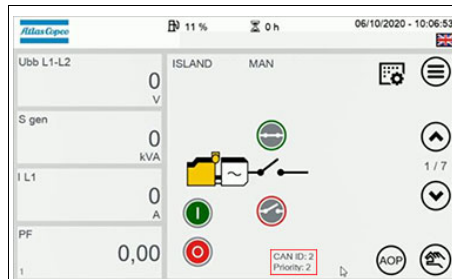 Atlas Copco
11 %
0 h
06/10/2020 - 10:06:53
Ubb L1-L2
0
V
ISLAND MAN
S gen
0
kVA
1 / 7
I L1
0
A
PF
0,00
1
CAN ID: 2
Priority: 2
AOP